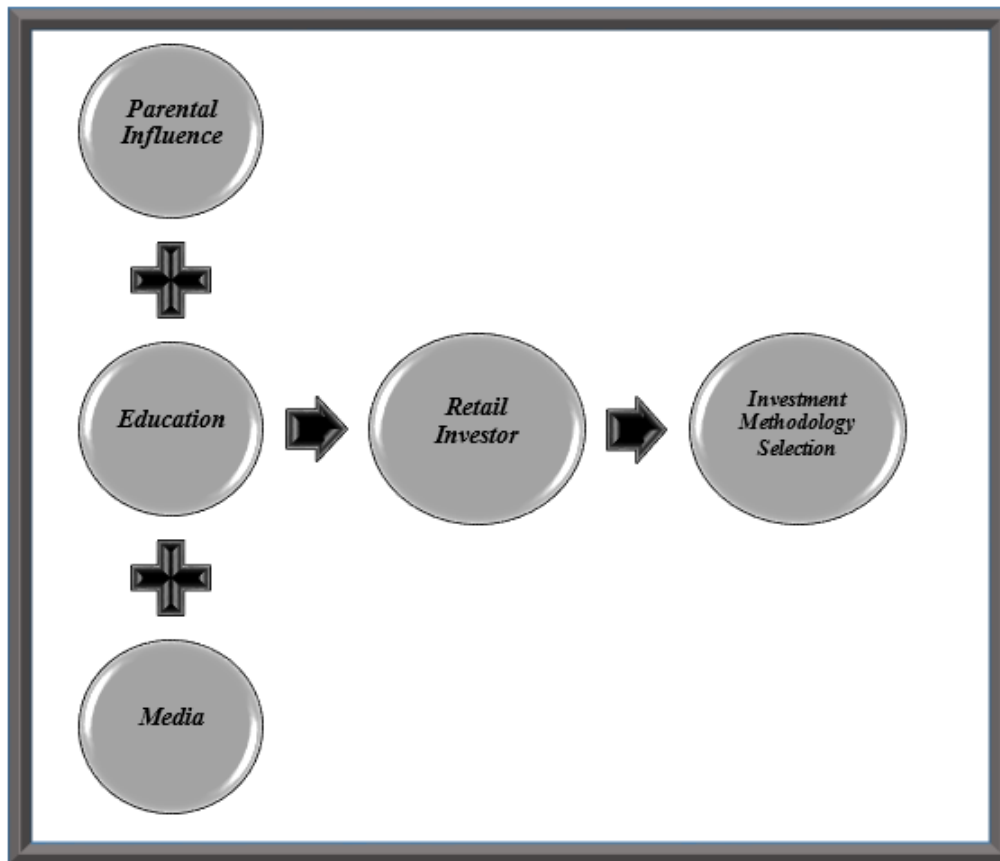 Parental
Influence
Education
Retail
Investor
Investment
Methodology
Selection
Media